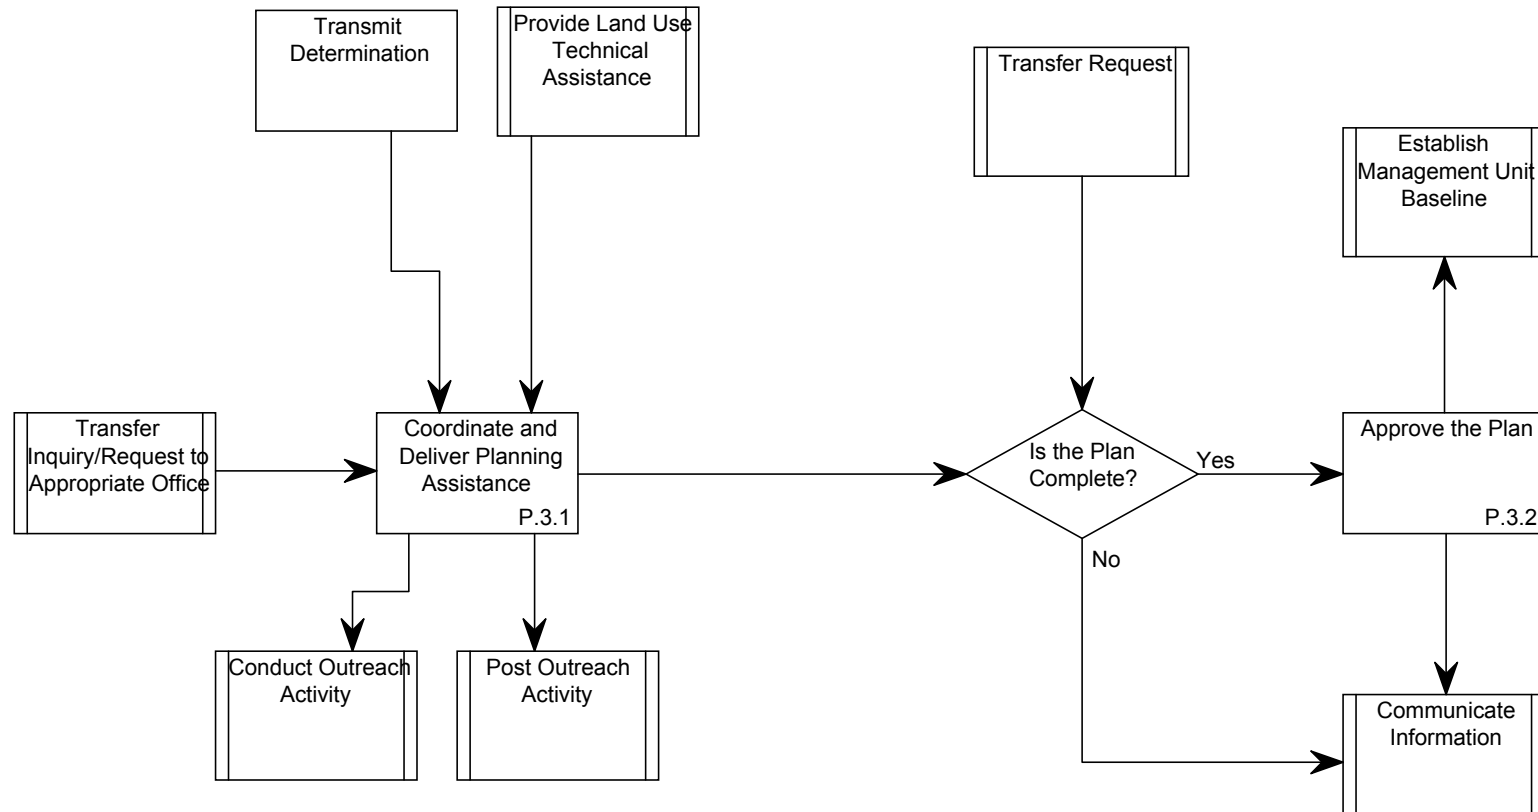 Transmit
Determination
Provide Land Use
Technical
Assistance
Transfer Request
Establish
Management Unit
Baseline
Transfer
Inquiry/Request to
Appropriate Office
Coordinate and
Deliver Planning
Assistance
P.3.1
Is the Plan
Complete?
Yes
No
Approve the Plan
P.3.2
Conduct Outreach
Activity
Post Outreach
Activity
Communicate
Information